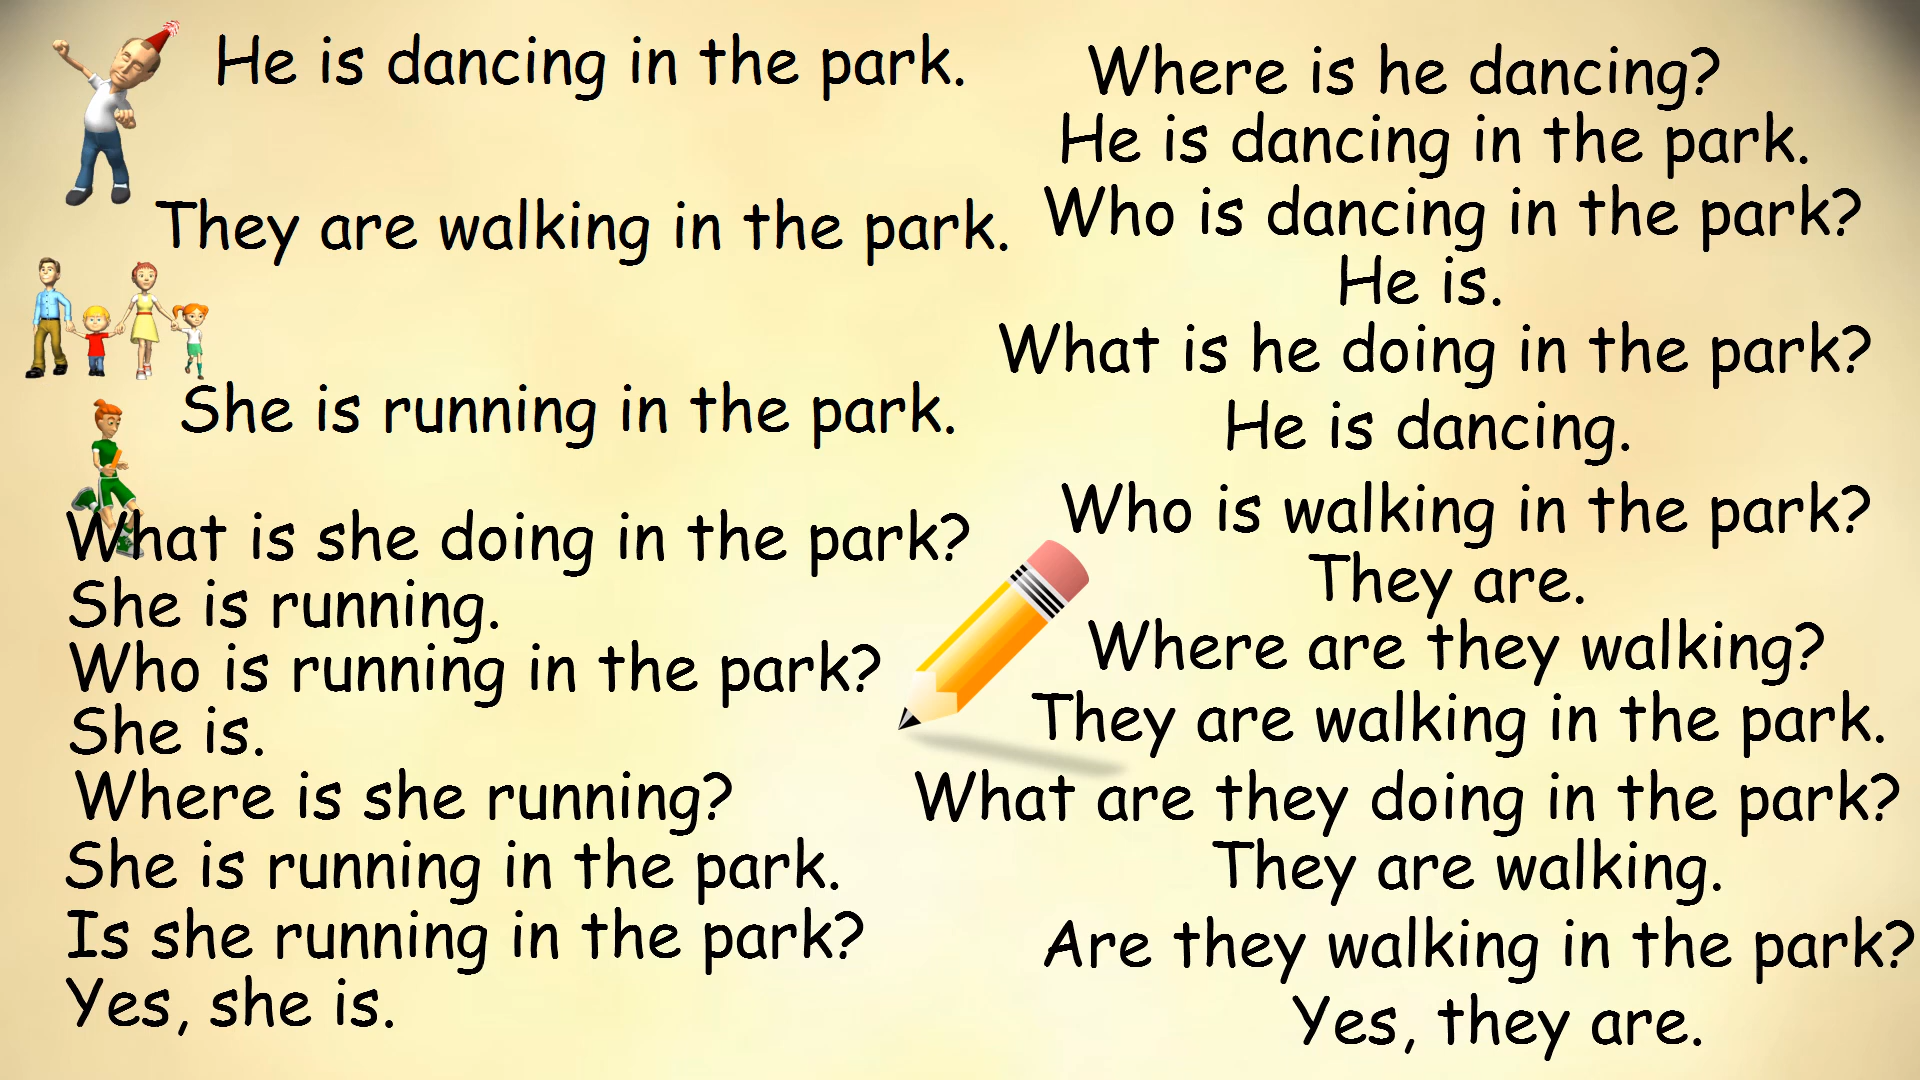 He is dancing in the park.
They are walking in the park.
She is running in the park.
What is she doing in the park?
She is running.
Who is running in the park?
She is.
Where is she running?
She is running in the park.
Is she running in the park?
Yes, she is.
Where is he dancing?
He is dancing in the park.
Who is dancing in the park?
He is.
What is he doing in the park?
He is dancing.
Who is walking in the park?
They are.
Where are they walking?
They are walking in the park.
What are they doing in the park?
They are walking.
Are they walking in the park?
Yes, they are.